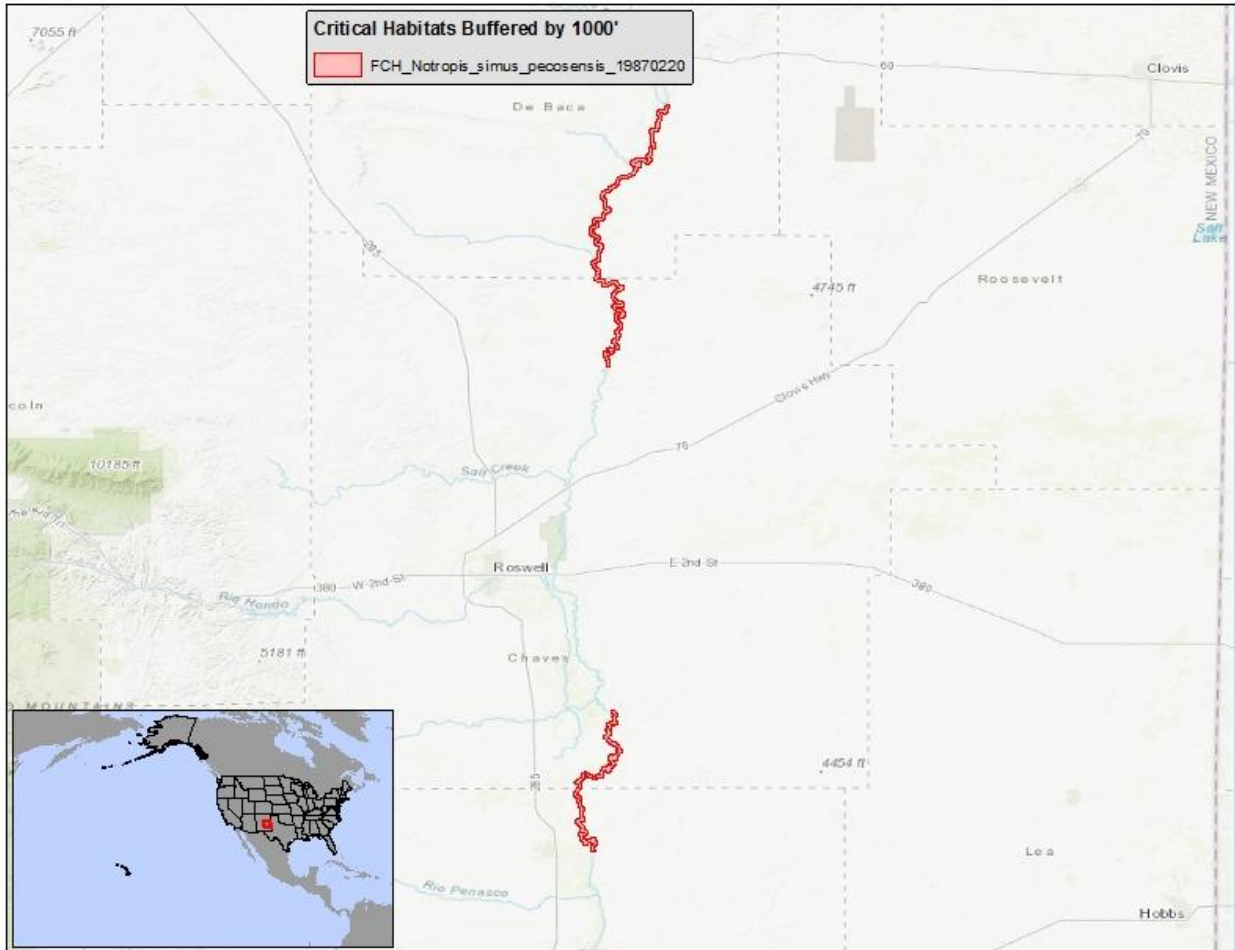 Critical Habitats Buffered by 1000'
FCH_Notropis_simus_pecosensis_19870220
7055 ft
60
Clovis
De Baca
70
NEW MEXICO
Salt
Lake
285
Roosevelt
4745 ft
Clovis Hwy
coln
10185 ft
70
Salt Creek
Roswell
E 2nd St
380
W 2nd St
380
Rio Hondo
Chaves
5181 ft
O MOUNTAINS
4454 ft
285
Lea
Rio Penasco
Hobbs